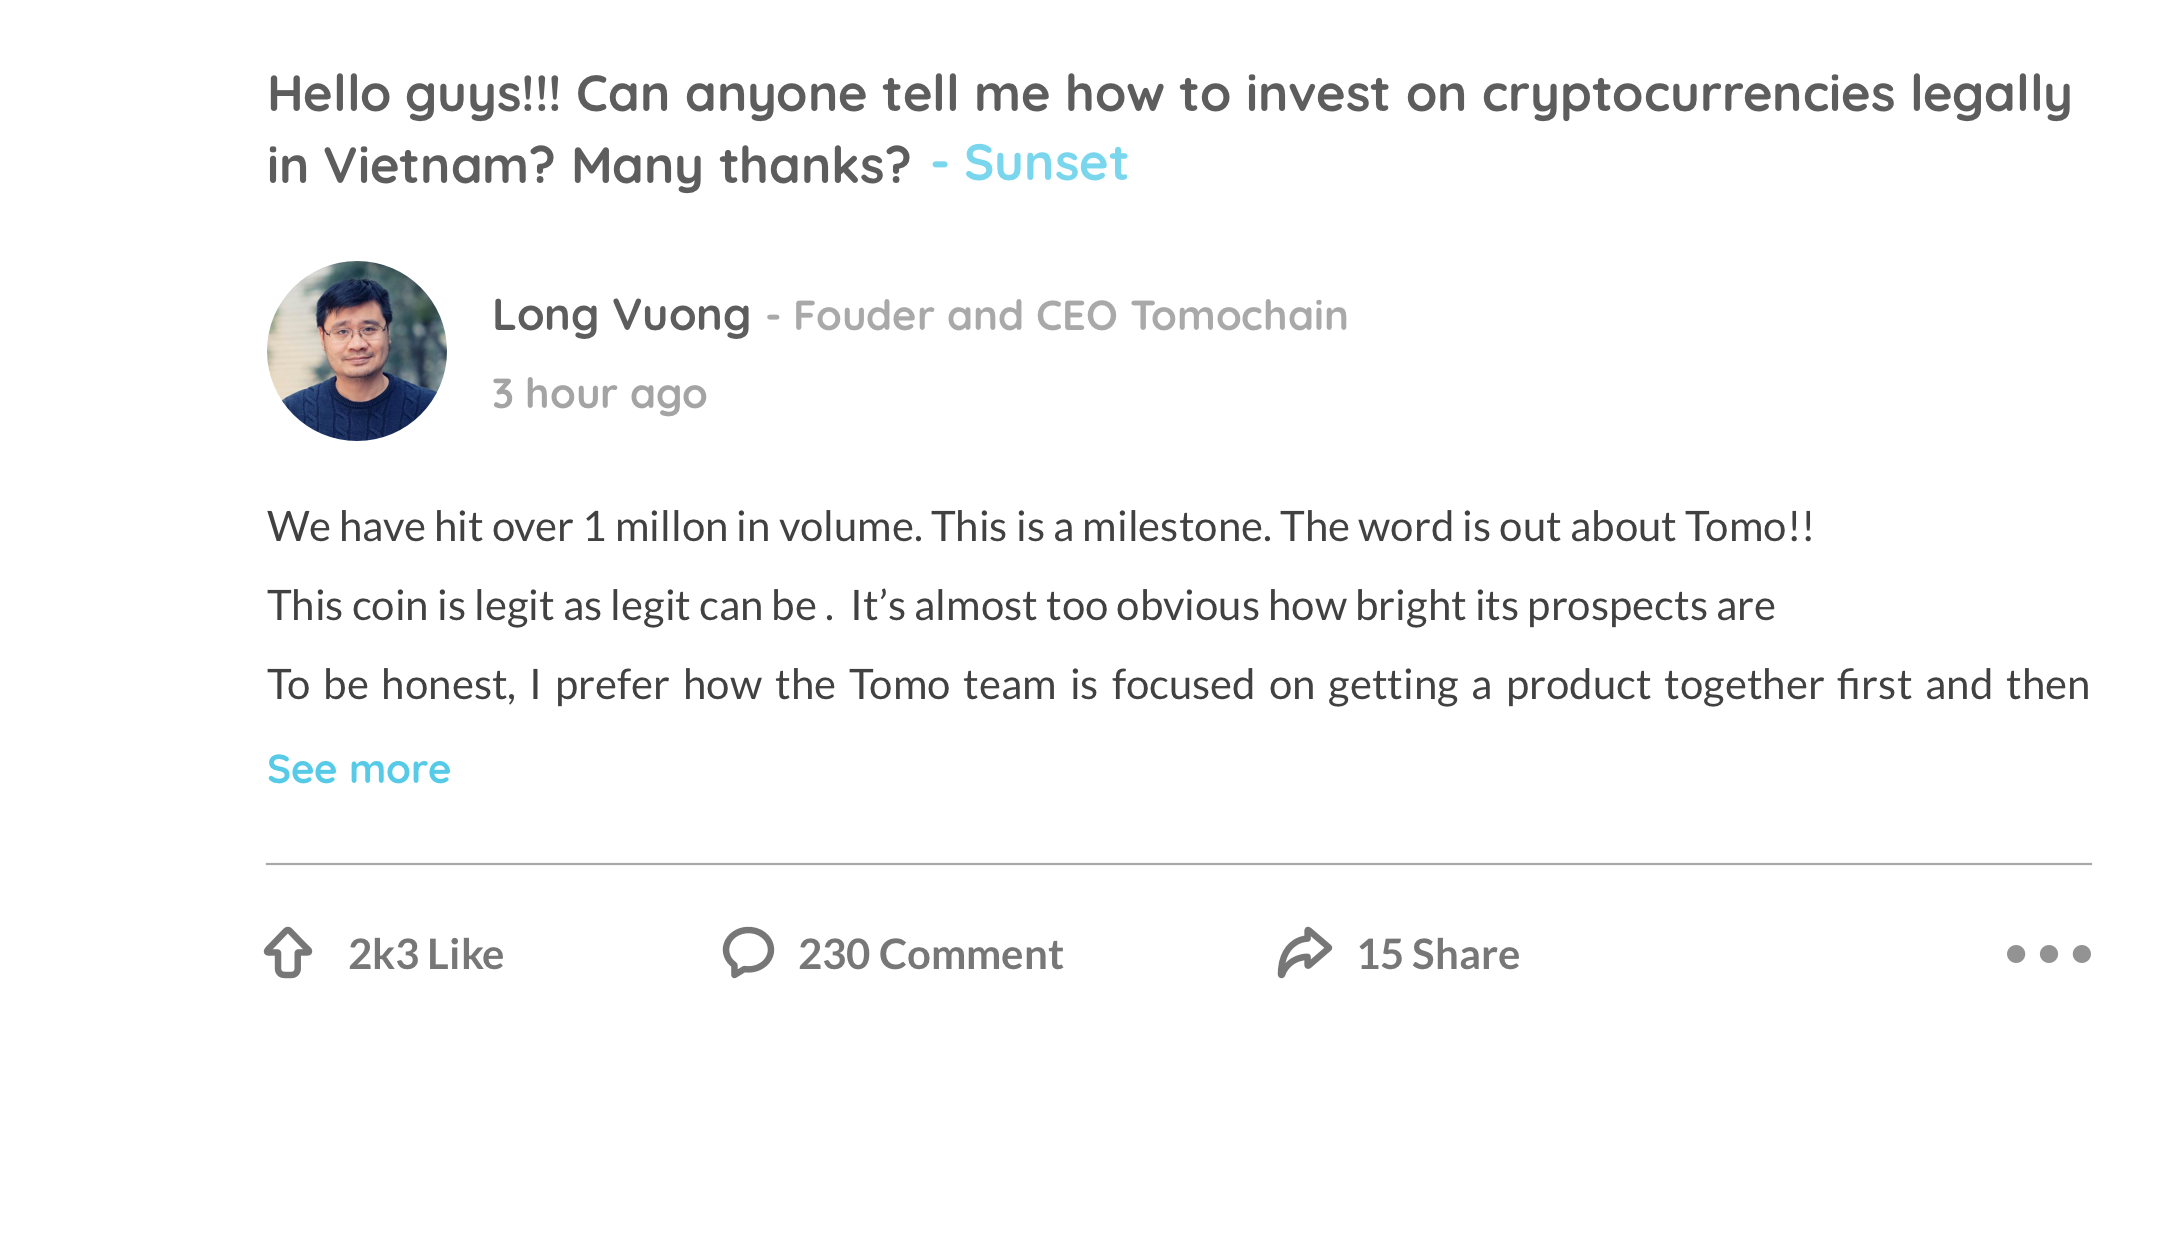 Hello guys!!! Can anyone tell me how to invest on cryptocurrencies legally
in Vietnam? Many thanks? - Sunset
Long Vuong - Fouder and CEO Tomochain
3 hour ago
We have hit over 1 millon in volume. This is a milestone. The word is out about Tomo!!
This coin is legit as legit can be .  It’s almost too obvious how bright its prospects are
To be honest, I prefer how the Tomo team is focused on getting a product together first and then
See more
2k3 Like 230 Comment 15 Share